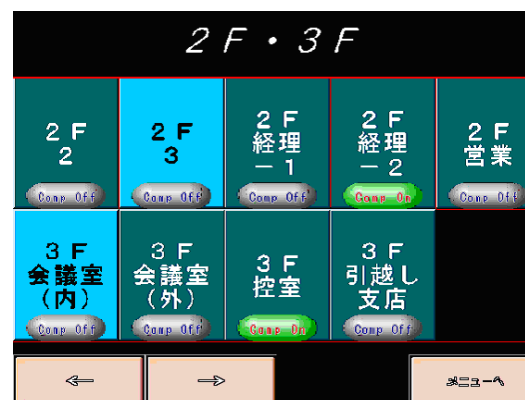 2F・3F
2F
2
Comp Off
2F
3
Comp Off
2F
経理
－1
Comp Off
2F
経理
－2
Comp On
2F
営業
Comp Off
3F
会議室
(内)
Comp Off
3F
会議室
(外)
Comp Off
3F
控室
Comp On
3F
引越し
支店
Comp Off
←
→
メニューへ